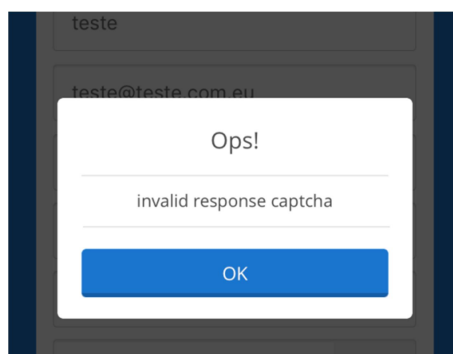 teste
teste@teste.com.eu
Ops!
invalid response captcha
OK